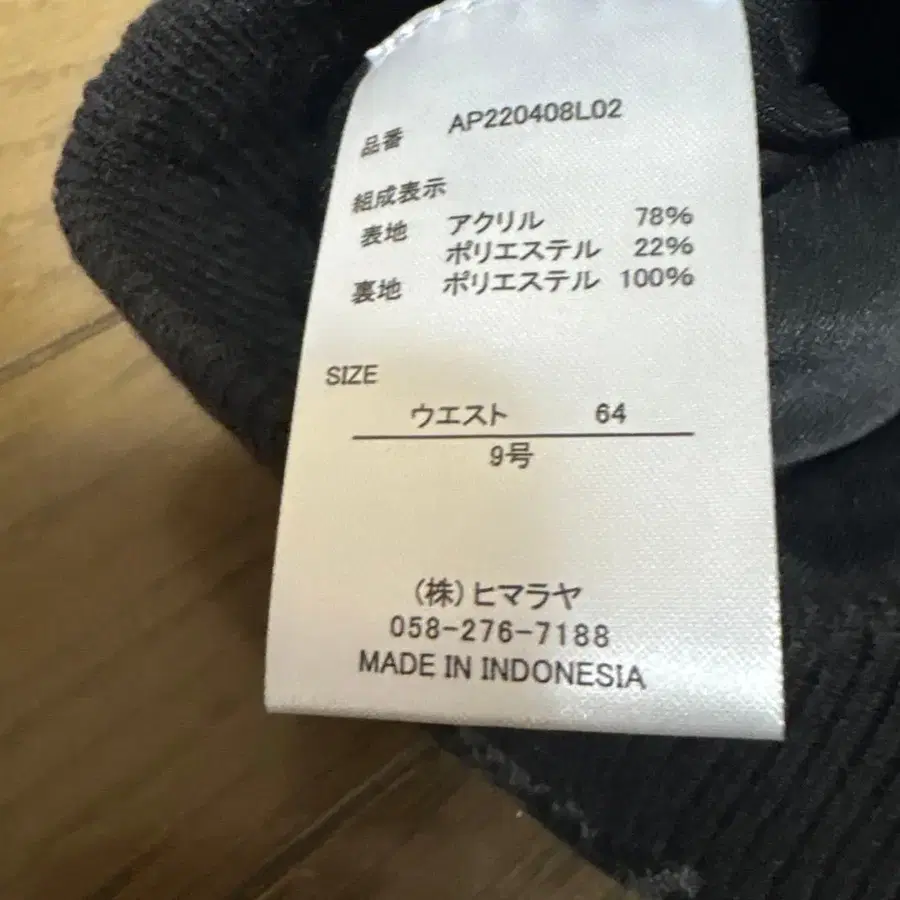 品番 AP220408L02
組成表示
表地 アクリル 78%
ポリエステル 22%
裏地 ポリエステル 100%
SIZE
ウエスト 64
9号
(株)ヒマラヤ
058-276-7188
MADE IN INDONESIA